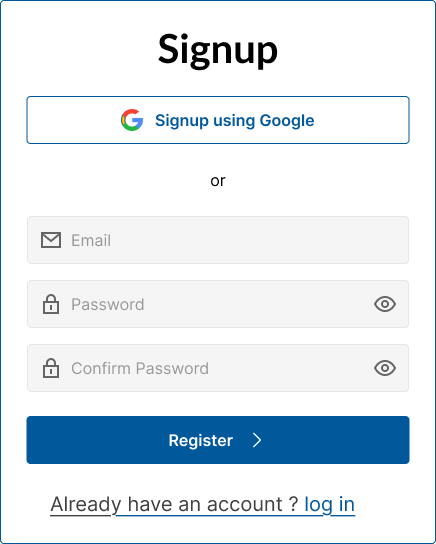 Signup
Signup using Google
or
Email
Password
Confirm Password
Register
Already have an account ? log in